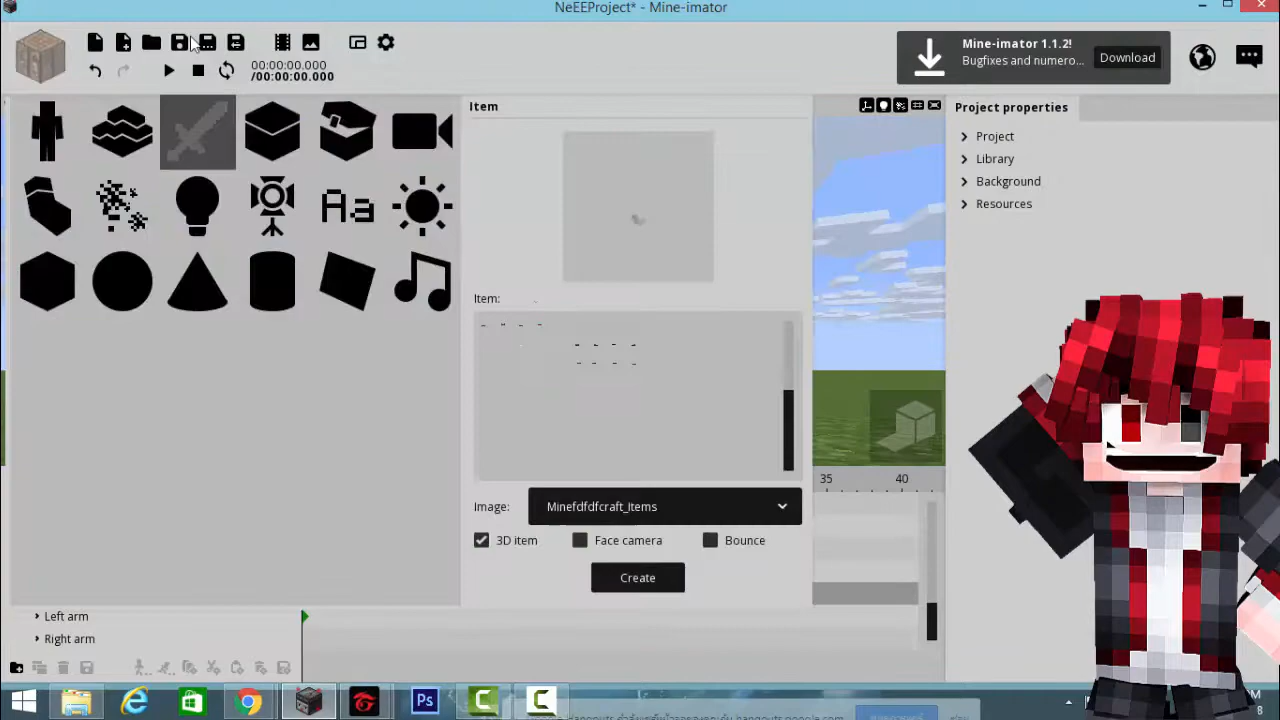 NeEEProject* - Mine-imator
00:00:00.000
/00:00:00.000
Mine-imator 1.1.2!
Bugfixes and numero...
Download
Item
Project properties
Project
Library
Background
Resources
Aa
Item:
35 40
Image: Minefdfdfcraft_Items
3D item Face camera Bounce
Create
Left arm
Right arm
Ps